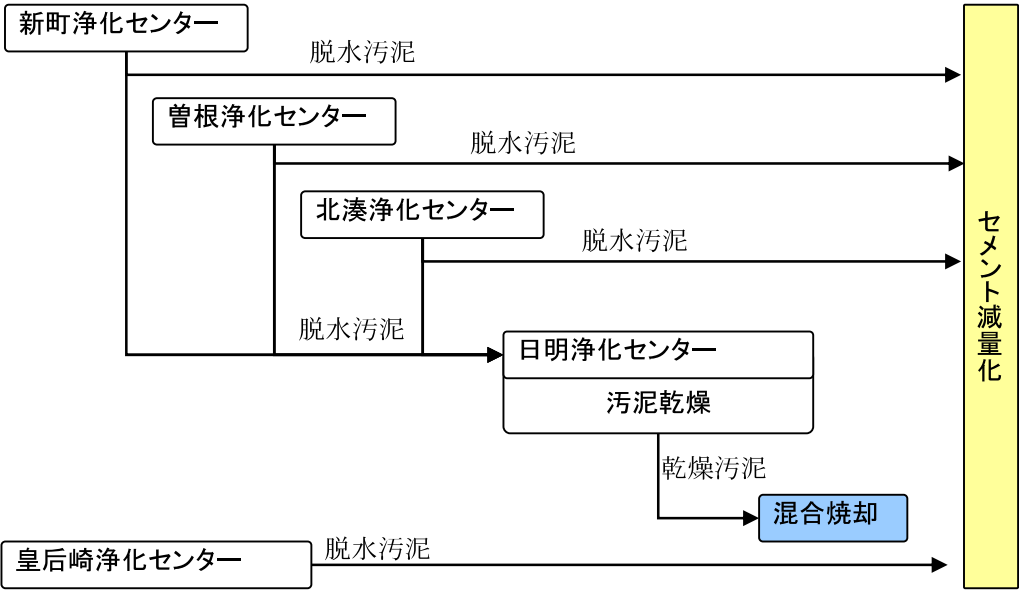 新町浄化センター
脱水汚泥
曽根浄化センター
脱水汚泥
北湊浄化センター
脱水汚泥
セメント減量化
脱水汚泥
日明浄化センター
汚泥乾燥
乾燥汚泥
混合焼却
皇后崎浄化センター
脱水汚泥